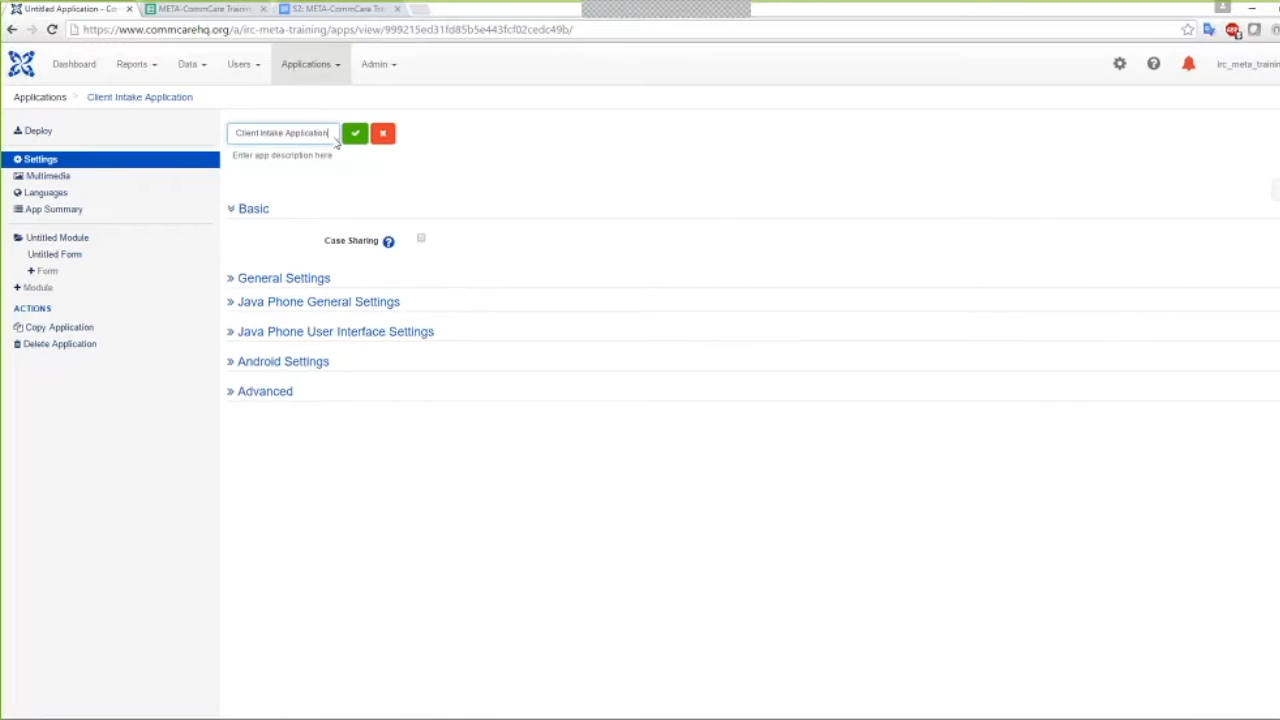 Untitled Application - Co
META-CommCare Trainin
S2: META-CommCare Trai
https://www.commcarehq.org/a/irc-meta-training/apps/view/999215ed31fd85b5e443fcf02cedc49b/
Dashboard Reports Data Users Applications Admin irc_meta_trainin
Applications > Client Intake Application
Deploy
Client Intake Application
Enter app description here
Settings
Multimedia
Languages
App Summary
Basic
Case Sharing
Untitled Module
Untitled Form
+ Form
+ Module
ACTIONS
Copy Application
Delete Application
General Settings
Java Phone General Settings
Java Phone User Interface Settings
Android Settings
Advanced